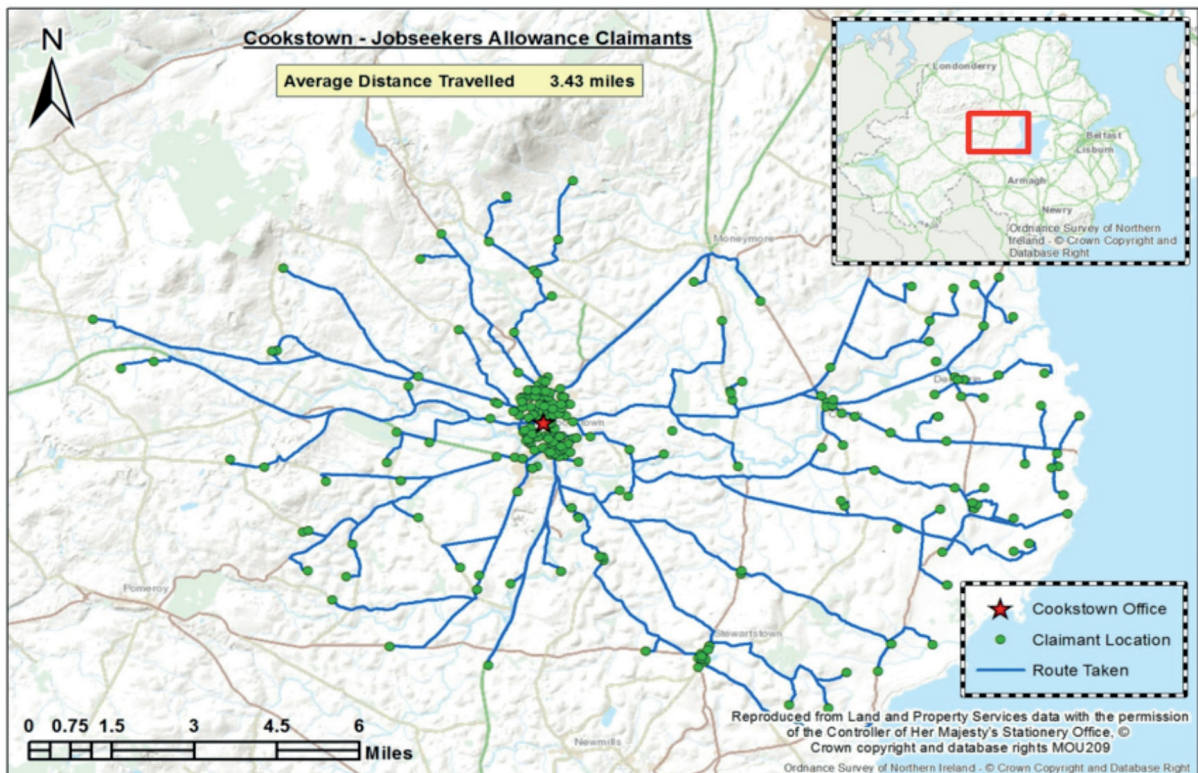 N
Cookstown - Jobseekers Allowance Claimants
Average Distance Travelled 3.43 miles
Londonderry
Belfast
Lisburn
Armagh
Newry
Ordnance Survey of Northern
Ireland - © Crown Copyright and
Database Right
Moneymore
Pomeroy
Stewartstown
Newmills
Cookstown Office
Claimant Location
Route Taken
0 0.75 1.5 3 4.5 6
Miles
Reproduced from Land and Property Services data with the permission
of the Controller of Her Majesty's Stationery Office, ©
Crown copyright and database rights MOU209
Ordnance Survey of Northern Ireland - © Crown Copyright and Database Right